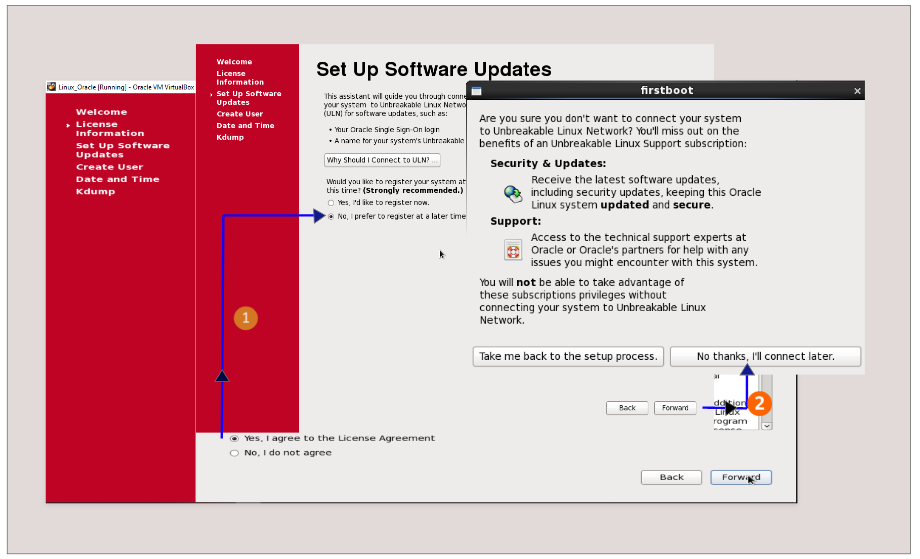 Linux_Oracle [Running] - Oracle VM VirtualBox
Welcome
License
Information
Set Up Software
Updates
Create User
Date and Time
Kdump
Welcome
License
Information
Set Up Software
Updates
Create User
Date and Time
Kdump
Set Up Software Updates
This assistant will guide you through conne
your system to Unbreakable Linux Netwo
(ULN) for software updates, such as:
• Your Oracle Single Sign-On login
• A name for your system's Unbreakable
Why Should I Connect to ULN? ...
Would you like to register your system at
this time? (Strongly recommended.)
Yes, I'd like to register now.
No, I prefer to register at a later time
1
firstboot
Are you sure you don't want to connect your system
to Unbreakable Linux Network? You'll miss out on the
benefits of an Unbreakable Linux Support subscription:
Security & Updates:
Receive the latest software updates,
including security updates, keeping this Oracle
Linux system updated and secure.
Support:
Access to the technical support experts at
Oracle or Oracle's partners for help with any
issues you might encounter with this system.
You will not be able to take advantage of
these subscriptions privileges without
connecting your system to Unbreakable Linux
Network.
Take me back to the setup process.
No thanks, I'll connect later.
Back
Forward
2
ddition
Linux
rogram
Yes, I agree to the License Agreement
No, I do not agree
Back
Forward